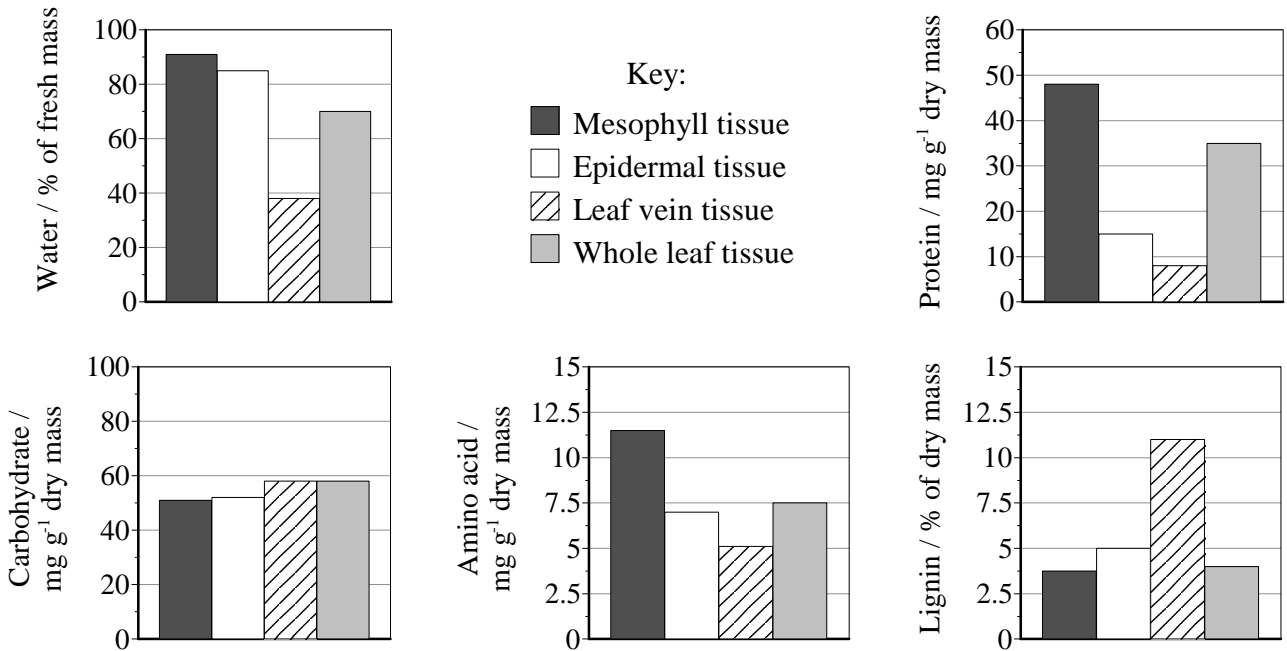 Water / % of fresh mass
100
80
60
40
20
0
Key:
Mesophyll tissue
Epidermal tissue
Leaf vein tissue
Whole leaf tissue
Protein / mg g⁻¹ dry mass
60
50
40
30
20
10
0
Carbohydrate /
mg g⁻¹ dry mass
100
80
60
40
20
0
Amino acid /
mg g⁻¹ dry mass
15
12.5
10
7.5
5
2.5
0
Lignin / % of dry mass
15
12.5
10
7.5
5
2.5
0